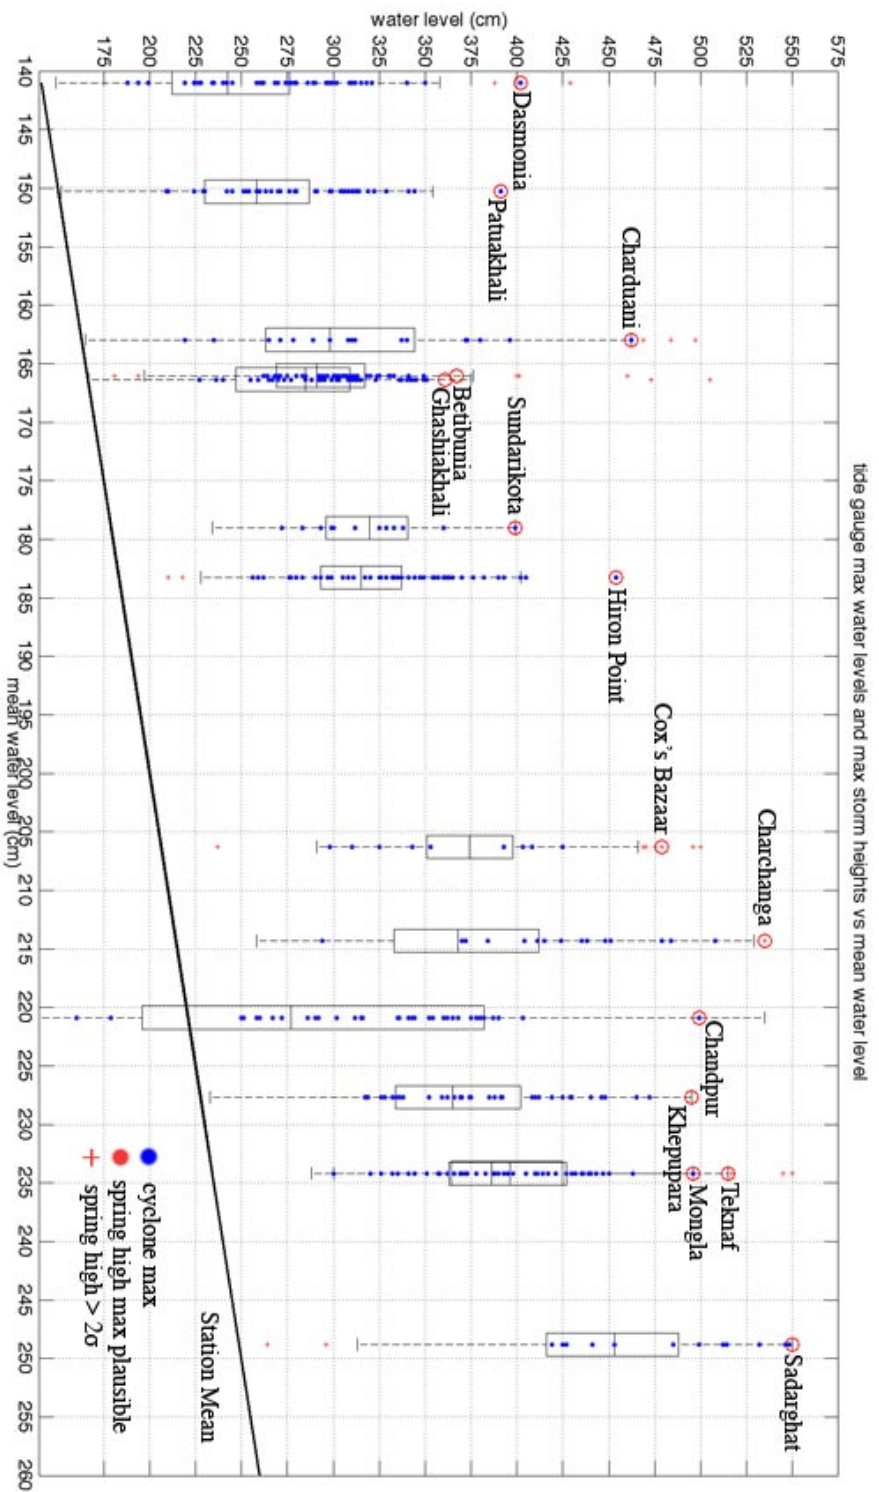 tide gauge max water levels and max storm heights vs mean water level
water level (cm)
575
550
525
500
475
450
425
400
375
350
325
300
275
250
225
200
175
Dasmonia
Patuakhali
Charduani
Betibunia
Ghashiakhali
Sundarikota
Hiron Point
Cox's Bazaar
Charchanga
Chandpur
Khepupara
Teknaf
Mongla
Sadarghat
cyclone max
spring high max plausible
spring high > 2σ
Station Mean
140 145 150 155 160 165 170 175 180 185 190 195 200 205 210 215 220 225 230 235 240 245 250 255 260
mean water level (cm)